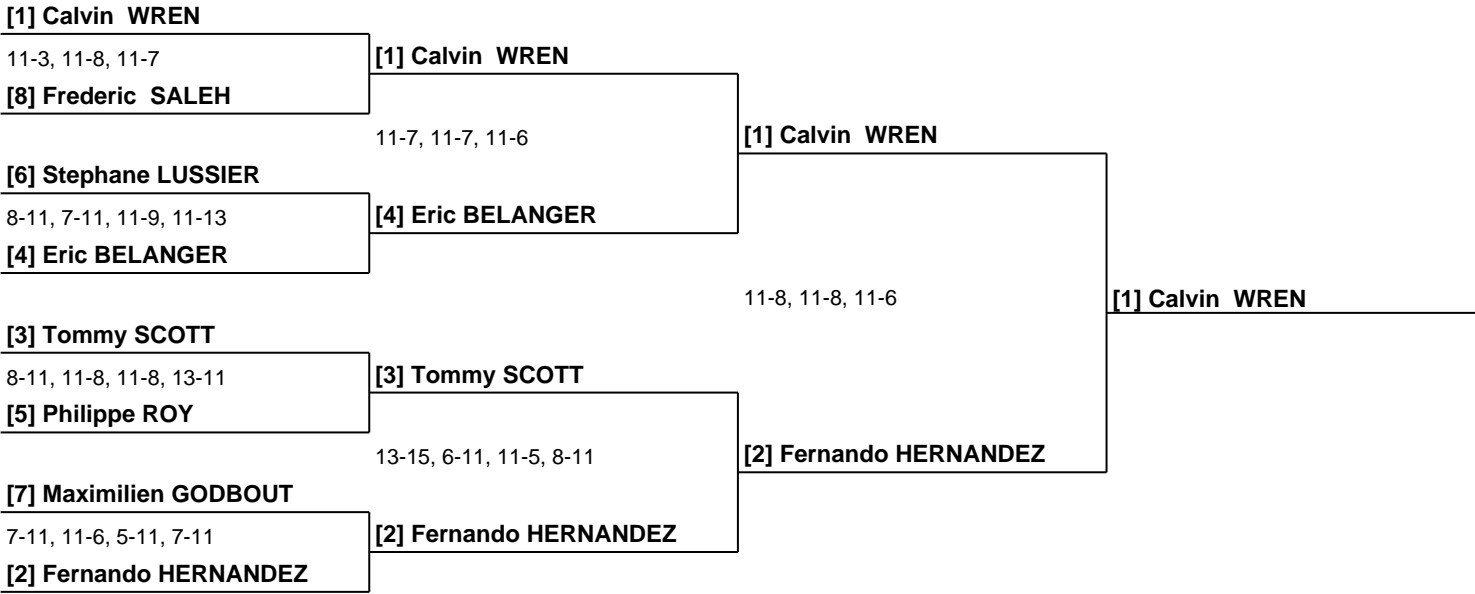 [1] Calvin  WREN
11-3, 11-8, 11-7
[8] Frederic  SALEH
[6] Stephane LUSSIER
8-11, 7-11, 11-9, 11-13
[4] Eric BELANGER
[3] Tommy SCOTT
8-11, 11-8, 11-8, 13-11
[5] Philippe ROY
[7] Maximilien GODBOUT
7-11, 11-6, 5-11, 7-11
[2] Fernando HERNANDEZ
[1] Calvin  WREN
11-7, 11-7, 11-6
[4] Eric BELANGER
[3] Tommy SCOTT
13-15, 6-11, 11-5, 8-11
[2] Fernando HERNANDEZ
[1] Calvin  WREN
11-8, 11-8, 11-6
[2] Fernando HERNANDEZ
[1] Calvin  WREN